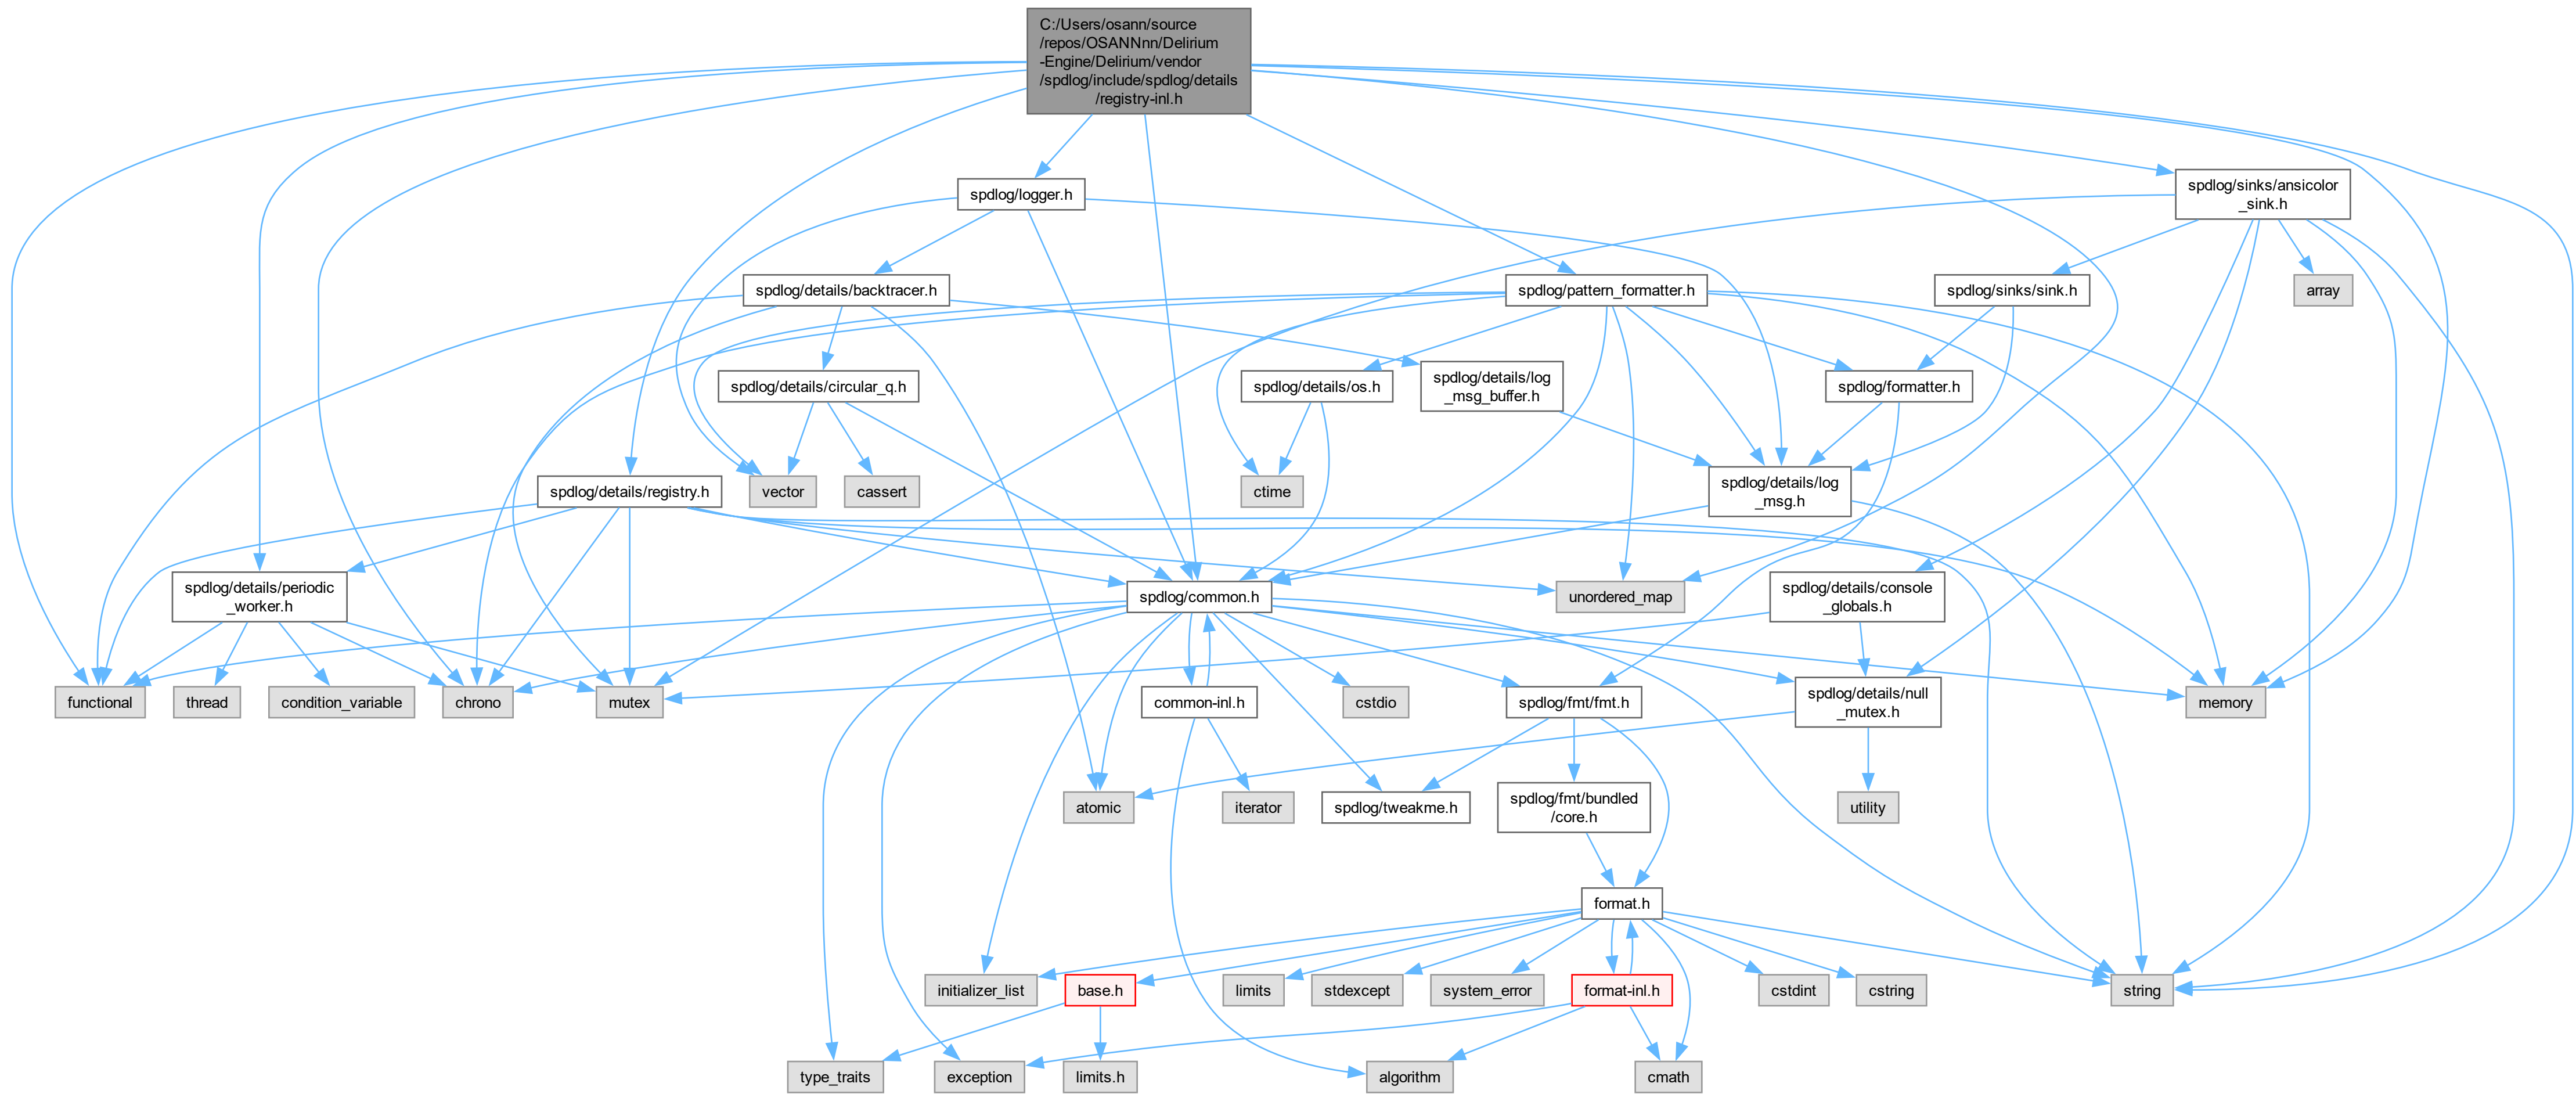 C:/Users/osann/source
/repos/OSANNnn/Delirium
-Engine/Delirium/vendor
/spdlog/include/spdlog/details
/registry-inl.h
spdlog/logger.h
spdlog/sinks/ansicolor
_sink.h
spdlog/details/backtracer.h
spdlog/pattern_formatter.h
spdlog/sinks/sink.h
array
spdlog/details/circular_q.h
spdlog/details/os.h
spdlog/details/log
_msg_buffer.h
spdlog/formatter.h
spdlog/details/registry.h
vector
cassert
ctime
spdlog/details/log
_msg.h
spdlog/details/periodic
_worker.h
spdlog/common.h
unordered_map
spdlog/details/console
_globals.h
functional
thread
condition_variable
chrono
mutex
common-inl.h
cstdio
spdlog/fmt/fmt.h
spdlog/details/null
_mutex.h
memory
atomic
iterator
spdlog/tweakme.h
spdlog/fmt/bundled
/core.h
utility
format.h
initializer_list
base.h
limits
stdexcept
system_error
format-inl.h
cstdint
cstring
string
type_traits
exception
limits.h
algorithm
cmath